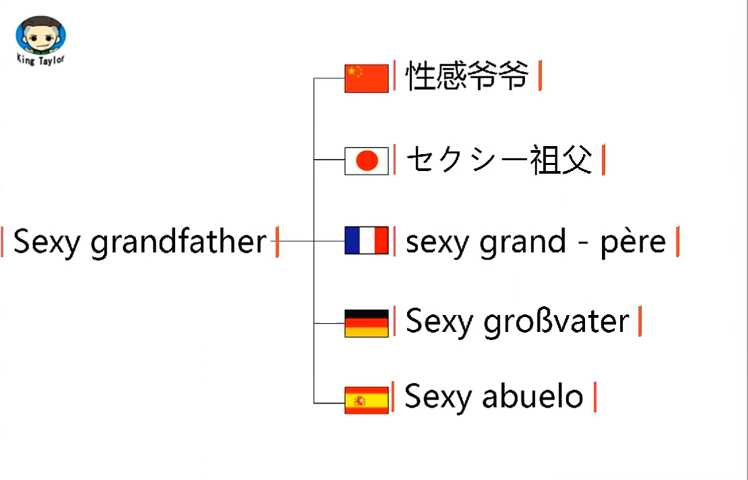 King Taylor
性感爷爷
セクシー祖父
Sexy grandfather
sexy grand - père
Sexy großvater
Sexy abuelo